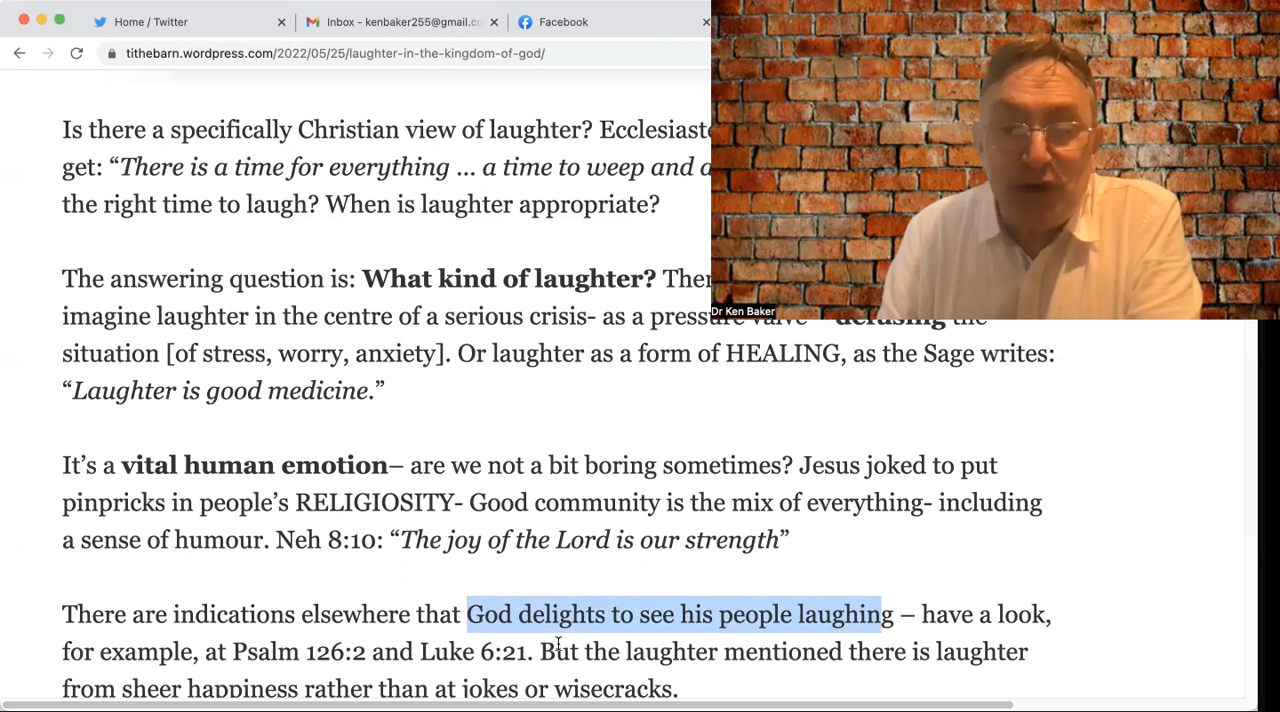 Home / Twitter
Inbox - kenbaker255@gmail.c
Facebook
tithebarn.wordpress.com/2022/05/25/laughter-in-the-kingdom-of-god/
Dr Ken Baker
Is there a specifically Christian view of laughter?
get: “There is a time for everything … a time to weep and a
the right time to laugh? When is laughter appropriate?
The answering question is: What kind of laughter?
imagine laughter in the centre of a serious crisis- as a pressure valve – defusing the
situation [of stress, worry, anxiety]. Or laughter as a form of HEALING, as the Sage writes:
“Laughter is good medicine.”
It’s a vital human emotion– are we not a bit boring sometimes? Jesus joked to put
pinpricks in people’s RELIGIOSITY- Good community is the mix of everything- including
a sense of humour. Neh 8:10: “The joy of the Lord is our strength”
There are indications elsewhere that God delights to see his people laughing – have a look,
for example, at Psalm 126:2 and Luke 6:21. But the laughter mentioned there is laughter
from sheer happiness rather than at jokes or wisecracks.